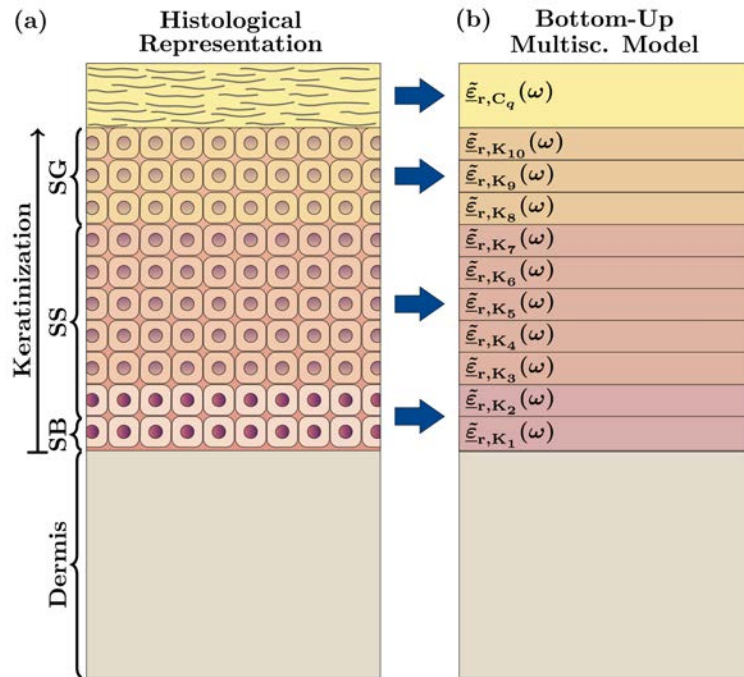 (a)
Histological
Representation
(b)
Bottom-Up
Multisc. Model
Keratinization
SG
SS
SB
Dermis
ε̲̃r,Cq(ω)
ε̲̃r,K10(ω)
ε̲̃r,K9(ω)
ε̲̃r,K8(ω)
ε̲̃r,K7(ω)
ε̲̃r,K6(ω)
ε̲̃r,K5(ω)
ε̲̃r,K4(ω)
ε̲̃r,K3(ω)
ε̲̃r,K2(ω)
ε̲̃r,K1(ω)